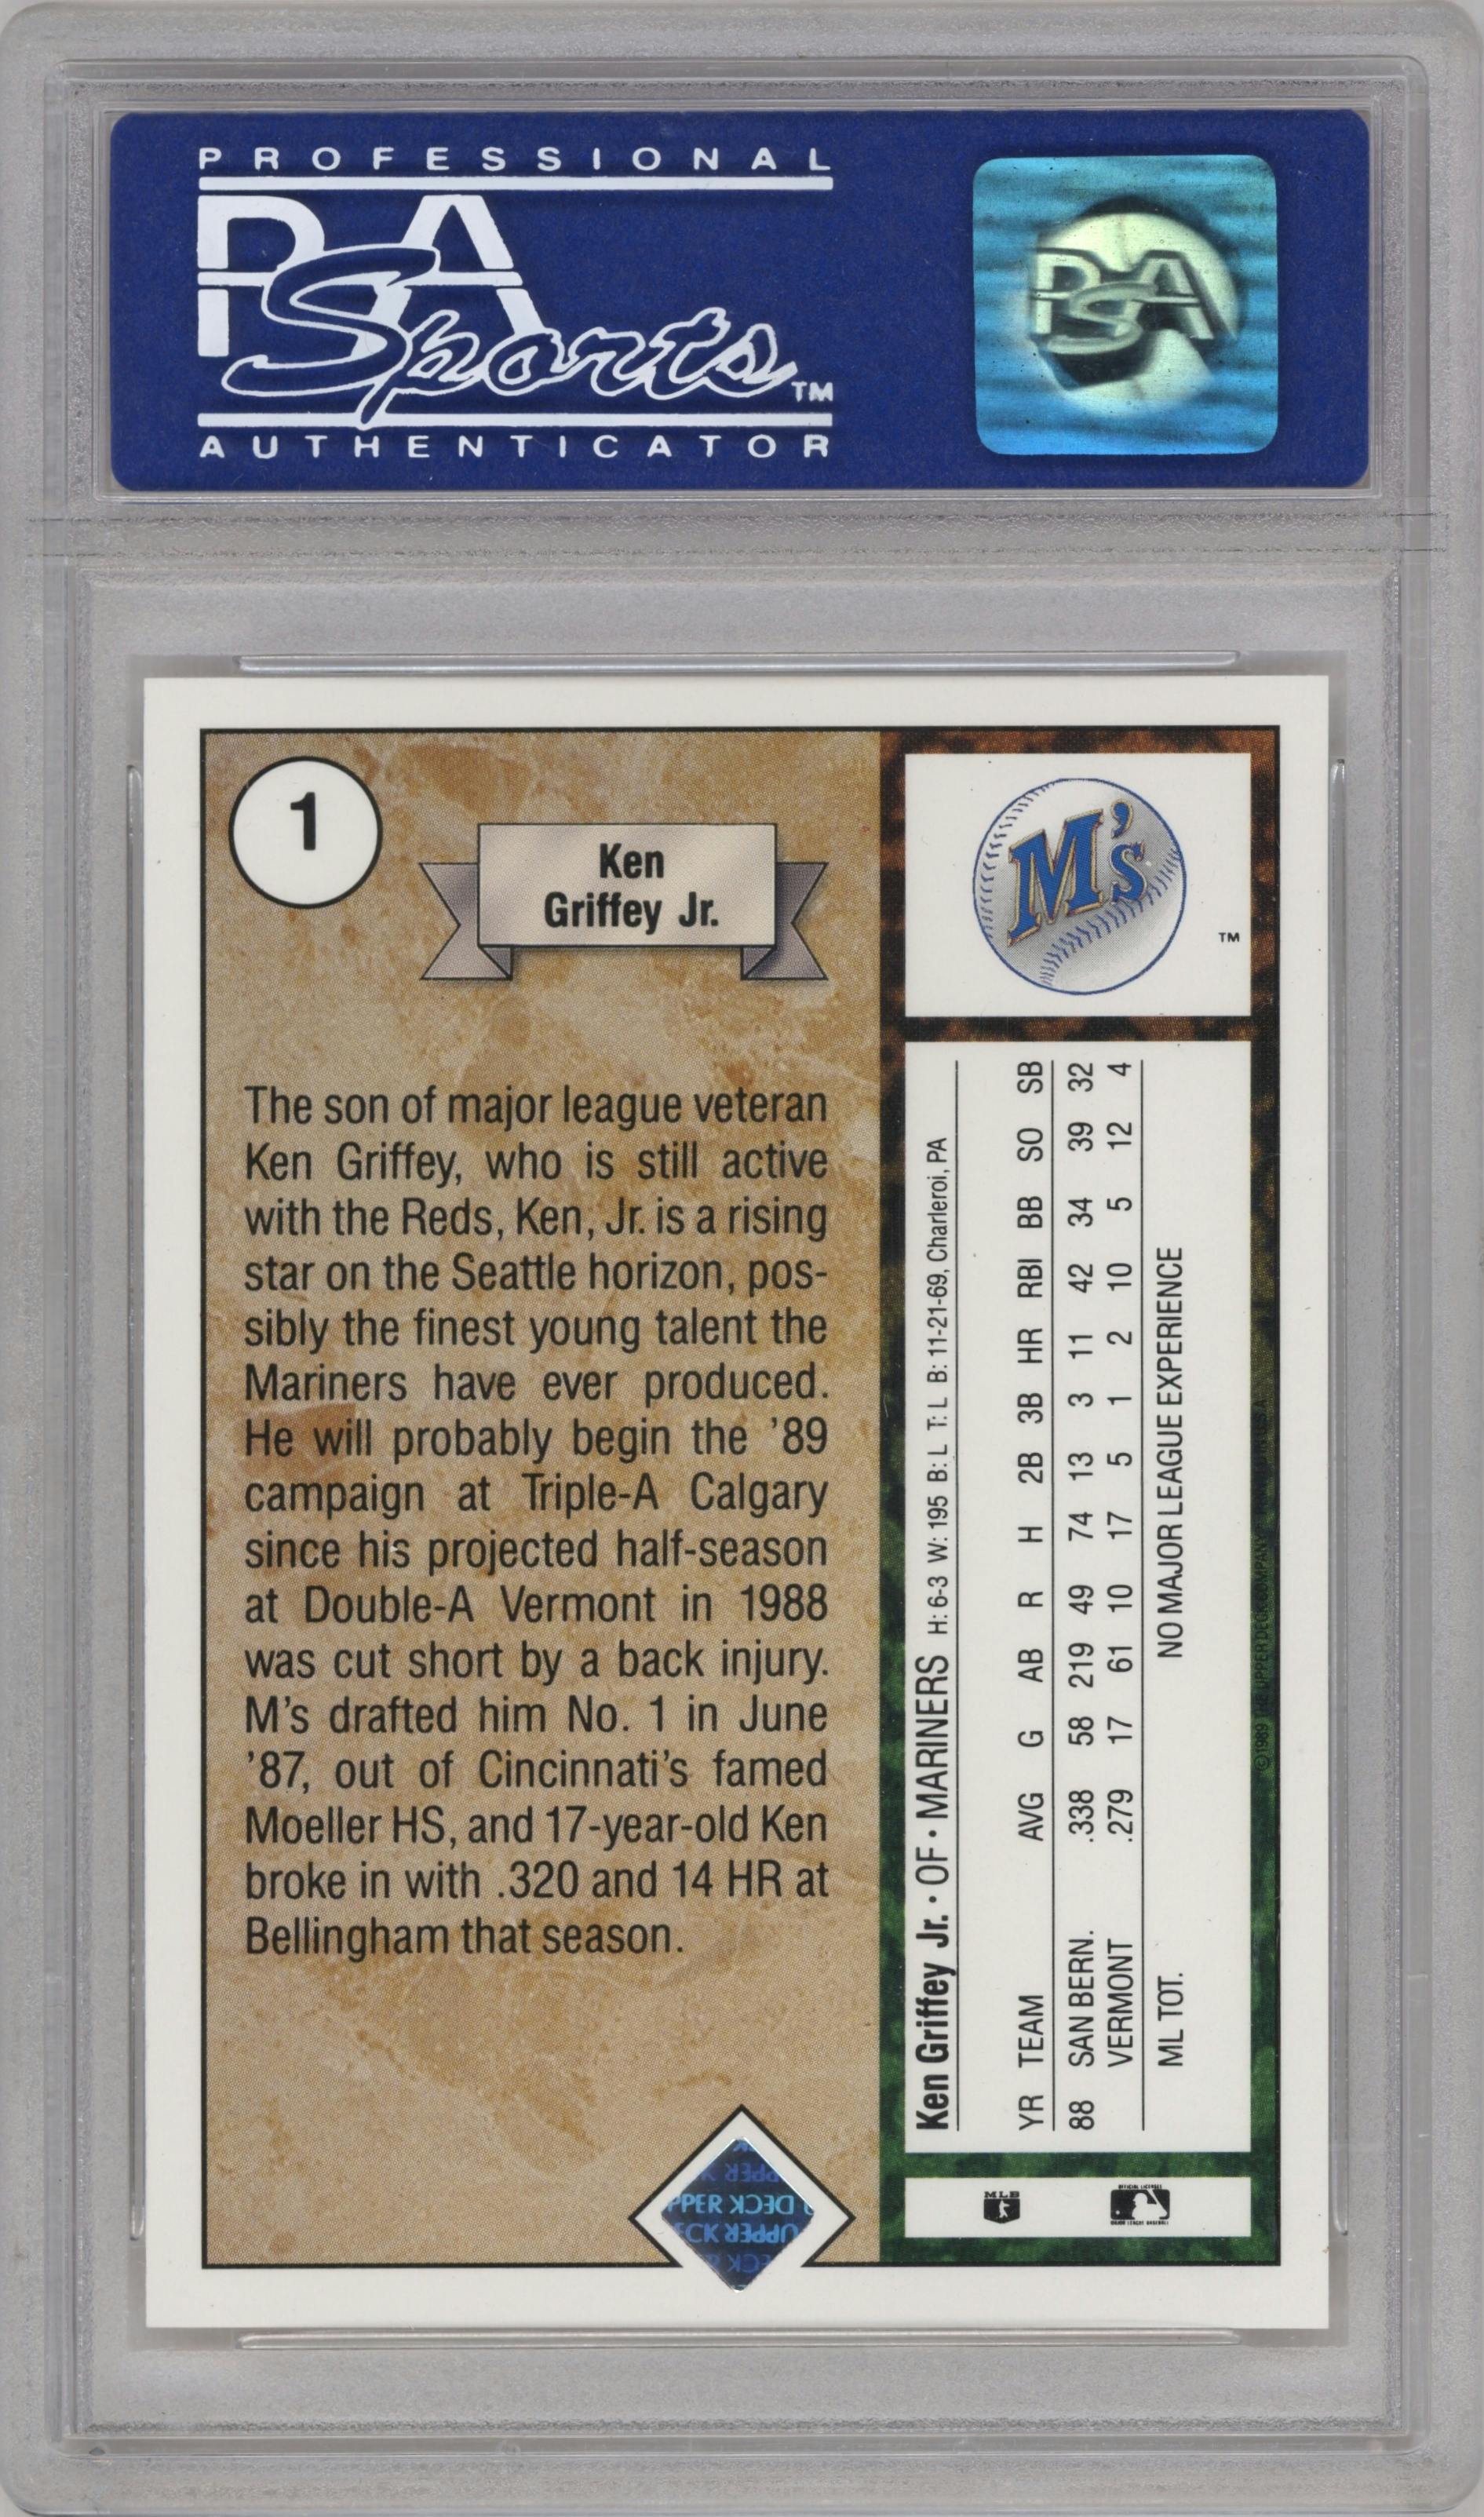 PROFESSIONAL
PSA
Sports™
AUTHENTICATOR
PSA
1
Ken
Griffey Jr.
The son of major league veteran
Ken Griffey, who is still active
with the Reds, Ken, Jr. is a rising
star on the Seattle horizon, pos-
sibly the finest young talent the
Mariners have ever produced.
He will probably begin the '89
campaign at Triple-A Calgary
since his projected half-season
at Double-A Vermont in 1988
was cut short by a back injury.
M's drafted him No. 1 in June
'87, out of Cincinnati's famed
Moeller HS, and 17-year-old Ken
broke in with .320 and 14 HR at
Bellingham that season.
M's
TM
Ken Griffey Jr. • OF • MARINERS H: 6-3 W: 195 B: L T: L B: 11-21-69, Charleroi, PA
YR TEAM AVG G AB R H 2B 3B HR RBI BB SO SB
88 SAN BERN. .338 58 219 49 74 13 3 11 42 34 39 32
VERMONT .279 17 61 10 17 5 1 2 10 5 12 4
ML TOT. NO MAJOR LEAGUE EXPERIENCE
©1989 THE UPPER DECK COMPANY
MLB
UPPER DECK